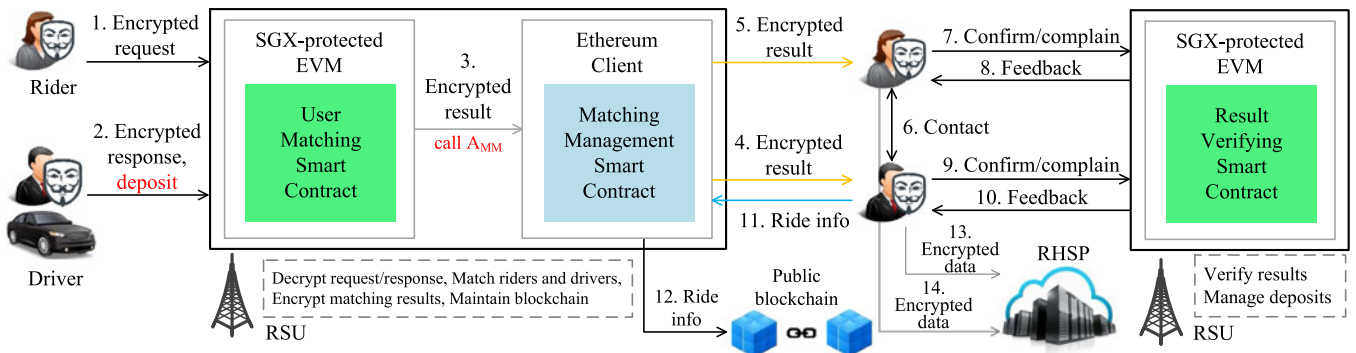 1. Encrypted
request
Rider
2. Encrypted
response,
deposit
Driver
SGX-protected
EVM
User
Matching
Smart
Contract
3.
Encrypted
result
call A_MM
Ethereum
Client
Matching
Management
Smart
Contract
Decrypt request/response, Match riders and drivers,
Encrypt matching results, Maintain blockchain
RSU
5. Encrypted
result
4. Encrypted
result
11. Ride info
12. Ride
info
Public
blockchain
7. Confirm/complain
8. Feedback
6. Contact
9. Confirm/complain
10. Feedback
13.
Encrypted
data
14.
Encrypted
data
RHSP
SGX-protected
EVM
Result
Verifying
Smart
Contract
Verify results
Manage deposits
RSU